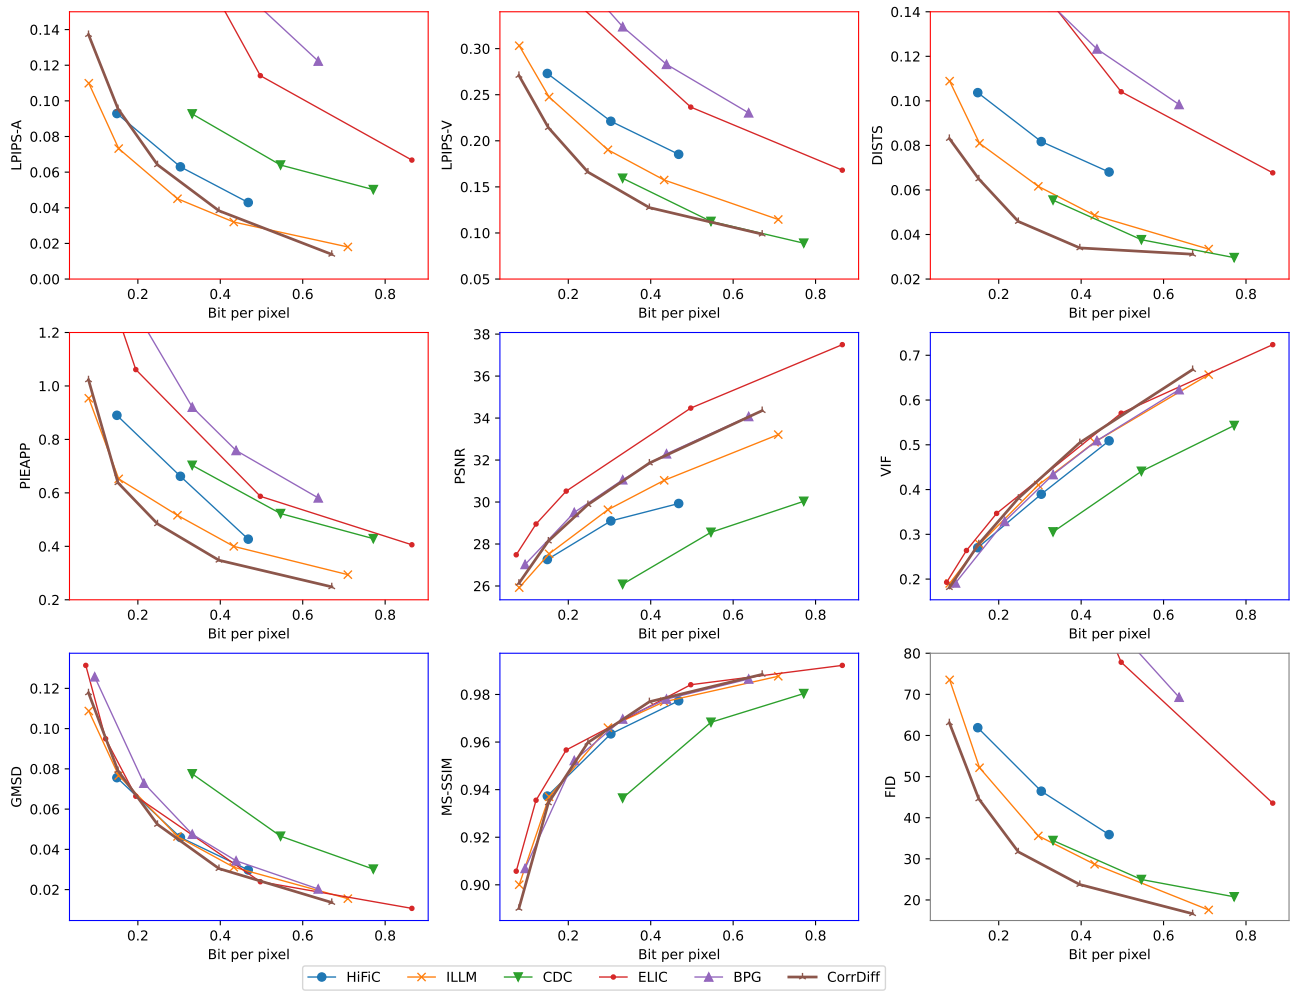 0.14
0.12
0.10
0.08
0.06
0.04
0.02
0.00
LPIPS-A
0.2 0.4 0.6 0.8
Bit per pixel
0.30
0.25
0.20
0.15
0.10
0.05
LPIPS-V
0.2 0.4 0.6 0.8
Bit per pixel
0.14
0.12
0.10
0.08
0.06
0.04
0.02
DISTS
0.2 0.4 0.6 0.8
Bit per pixel
1.2
1.0
0.8
0.6
0.4
0.2
PIEAPP
0.2 0.4 0.6 0.8
Bit per pixel
38
36
34
32
30
28
26
PSNR
0.2 0.4 0.6 0.8
Bit per pixel
0.7
0.6
0.5
0.4
0.3
0.2
VIF
0.2 0.4 0.6 0.8
Bit per pixel
0.12
0.10
0.08
0.06
0.04
0.02
GMSD
0.2 0.4 0.6 0.8
Bit per pixel
0.98
0.96
0.94
0.92
0.90
MS-SSIM
0.2 0.4 0.6 0.8
Bit per pixel
80
70
60
50
40
30
20
FID
0.2 0.4 0.6 0.8
Bit per pixel
HiFiC ILLM CDC ELIC BPG CorrDiff